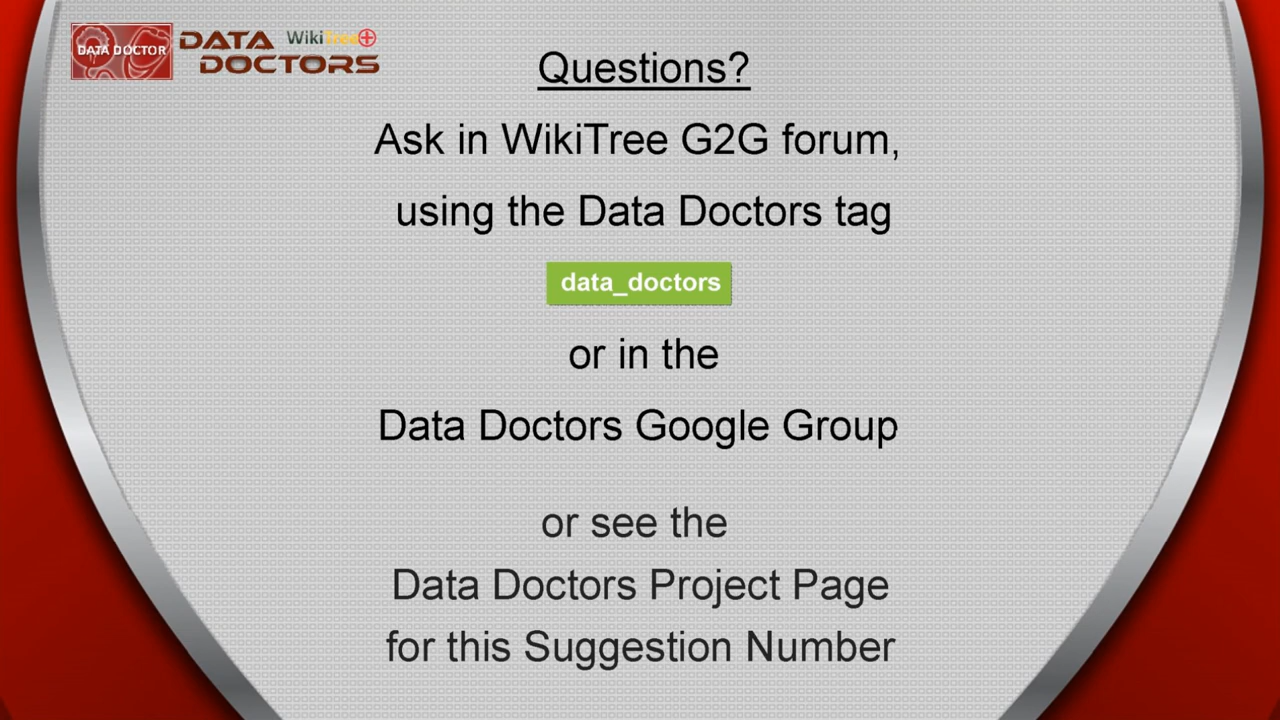 DATA DOCTOR
DATA
DOCTORS
WikiTree
Questions?
Ask in WikiTree G2G forum,
using the Data Doctors tag
data_doctors
or in the
Data Doctors Google Group
or see the
Data Doctors Project Page
for this Suggestion Number